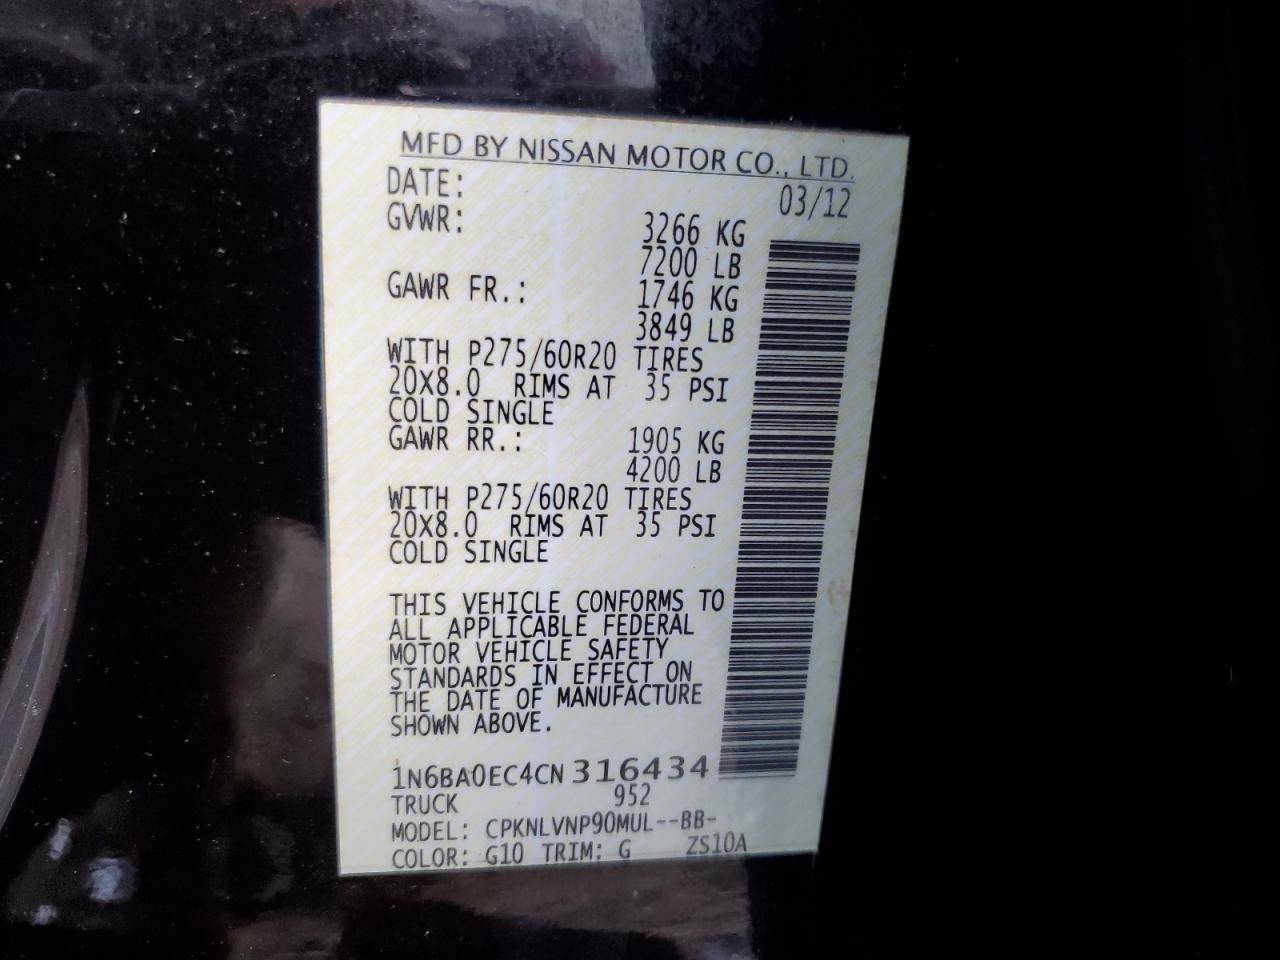 MFD BY NISSAN MOTOR CO., LTD.
DATE: 03/12
GVWR: 3266 KG
7200 LB
GAWR FR.: 1746 KG
3849 LB
WITH P275/60R20 TIRES
20X8.0 RIMS AT 35 PSI
COLD SINGLE
GAWR RR.: 1905 KG
4200 LB
WITH P275/60R20 TIRES
20X8.0 RIMS AT 35 PSI
COLD SINGLE
THIS VEHICLE CONFORMS TO
ALL APPLICABLE FEDERAL
MOTOR VEHICLE SAFETY
STANDARDS IN EFFECT ON
THE DATE OF MANUFACTURE
SHOWN ABOVE.
1N6BA0EC4CN316434
TRUCK 952
MODEL: CPKNLVNP90MUL--BB-
COLOR: G10 TRIM: G ZS10A